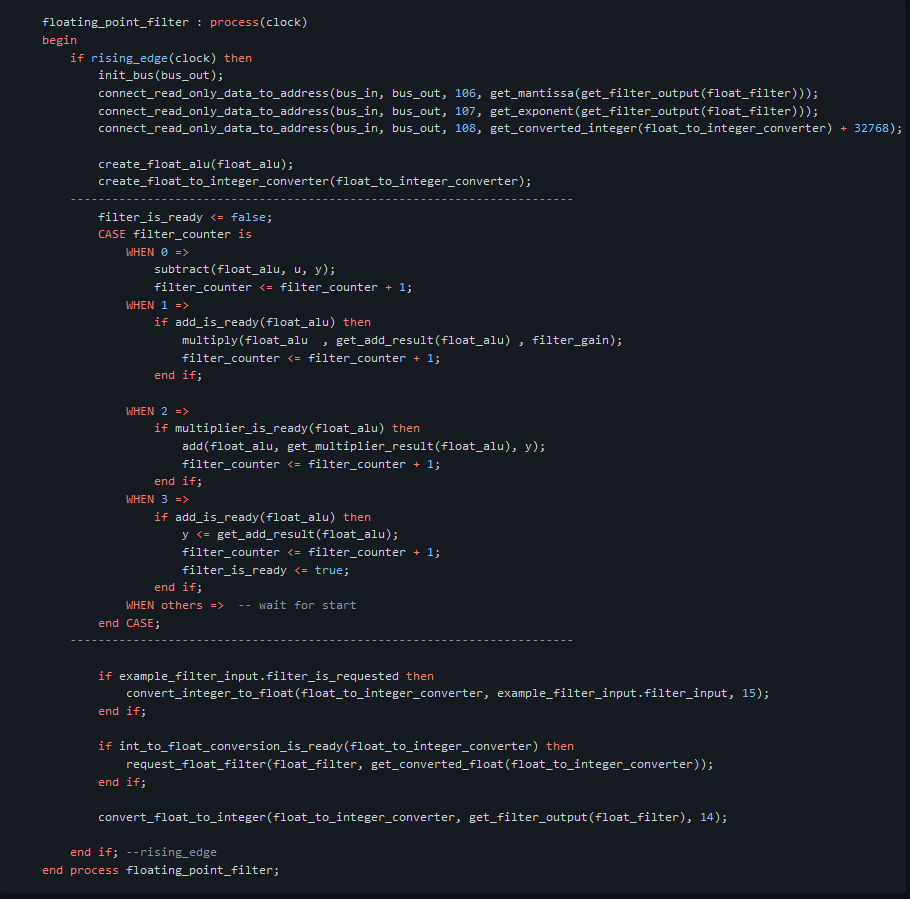 floating_point_filter : process(clock)
begin
    if rising_edge(clock) then
        init_bus(bus_out);
        connect_read_only_data_to_address(bus_in, bus_out, 106, get_mantissa(get_filter_output(float_filter)));
        connect_read_only_data_to_address(bus_in, bus_out, 107, get_exponent(get_filter_output(float_filter)));
        connect_read_only_data_to_address(bus_in, bus_out, 108, get_converted_integer(float_to_integer_converter) + 32768);

        create_float_alu(float_alu);
        create_float_to_integer_converter(float_to_integer_converter);
    ------------------------------------------------------------------------
        filter_is_ready <= false;
        CASE filter_counter is
            WHEN 0 =>
                subtract(float_alu, u, y);
                filter_counter <= filter_counter + 1;
            WHEN 1 =>
                if add_is_ready(float_alu) then
                    multiply(float_alu  , get_add_result(float_alu) , filter_gain);
                    filter_counter <= filter_counter + 1;
                end if;

            WHEN 2 =>
                if multiplier_is_ready(float_alu) then
                    add(float_alu, get_multiplier_result(float_alu), y);
                    filter_counter <= filter_counter + 1;
                end if;
            WHEN 3 =>
                if add_is_ready(float_alu) then
                    y <= get_add_result(float_alu);
                    filter_counter <= filter_counter + 1;
                    filter_is_ready <= true;
                end if;
            WHEN others =>  -- wait for start
        end CASE;
    ------------------------------------------------------------------------

        if example_filter_input.filter_is_requested then
            convert_integer_to_float(float_to_integer_converter, example_filter_input.filter_input, 15);
        end if;

        if int_to_float_conversion_is_ready(float_to_integer_converter) then
            request_float_filter(float_filter, get_converted_float(float_to_integer_converter));
        end if;

        convert_float_to_integer(float_to_integer_converter, get_filter_output(float_filter), 14);

    end if; --rising_edge
end process floating_point_filter;